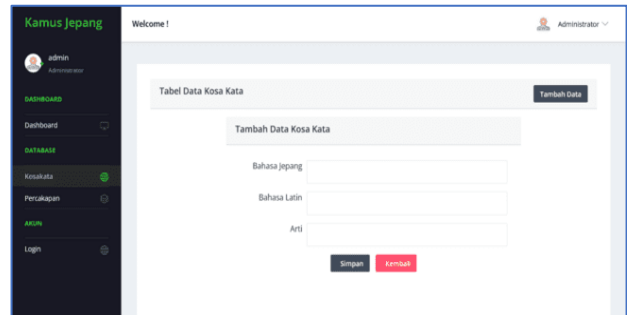 Kamus Jepang
Welcome !
Administrator
admin
Administrator
DASHBOARD
Dashboard
DATABASE
Kosakata
Percakapan
AKUN
Login
Tabel Data Kosa Kata
Tambah Data
Tambah Data Kosa Kata
Bahasa Jepang
Bahasa Latin
Arti
Simpan
Kembali